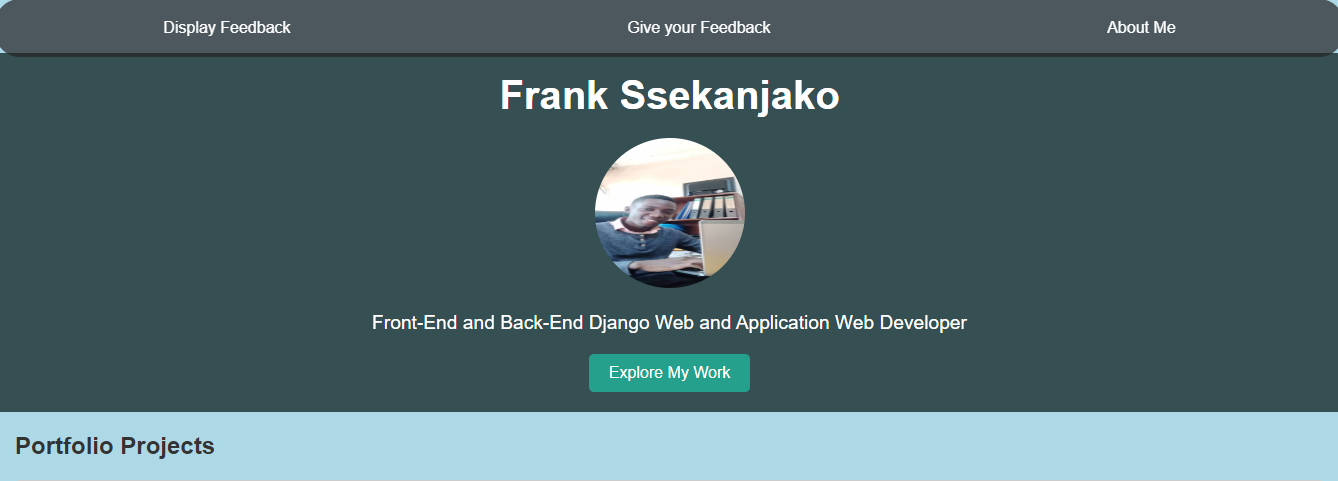 Display Feedback
Give your Feedback
About Me
Frank Ssekanjako
Front-End and Back-End Django Web and Application Web Developer
Explore My Work
Portfolio Projects